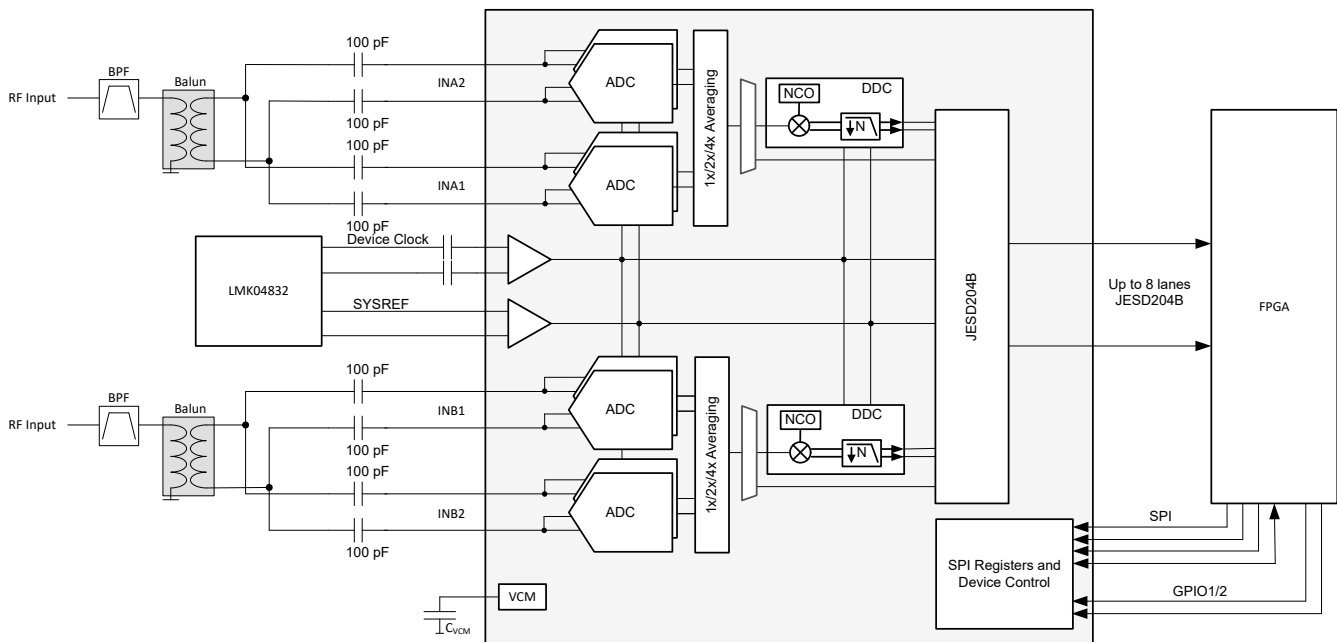 100 pF
BPF
Balun
RF Input
INA2
100 pF
100 pF
INA1
100 pF
ADC
ADC
1x/2x/4x Averaging
NCO
DDC
N
Device Clock
LMK04832
SYSREF
JESD204B
Up to 8 lanes
JESD204B
FPGA
100 pF
BPF
Balun
RF Input
INB1
100 pF
100 pF
INB2
100 pF
ADC
ADC
1x/2x/4x Averaging
NCO
DDC
N
SPI
SPI Registers and
Device Control
GPIO1/2
VCM
CVCM